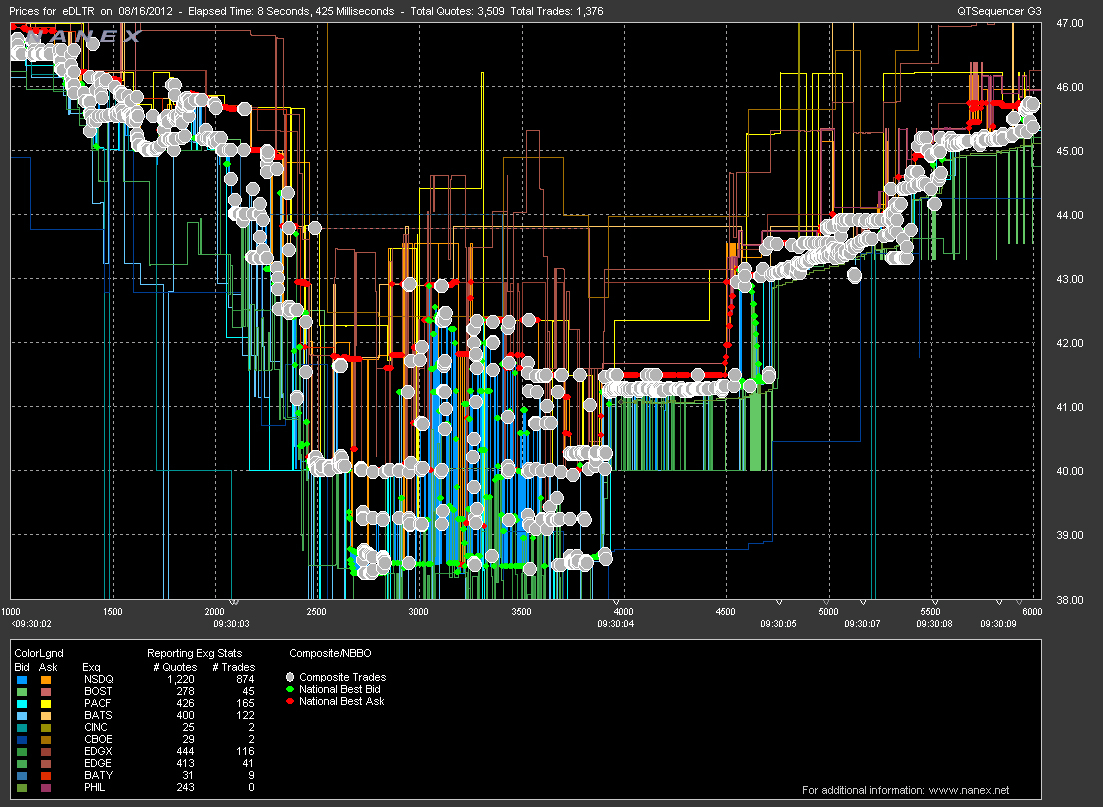 Prices for eDLTR on 08/16/2012 - Elapsed Time: 8 Seconds, 425 Milliseconds - Total Quotes: 3,509 Total Trades: 1,376 QTSequencer G3
NANEX
47.00
46.00
45.00
44.00
43.00
42.00
41.00
40.00
39.00
38.00
1000 1500 2000 2500 3000 3500 4000 4500 5000 5500 6000
<09:30:02 09:30:03 09:30:04 09:30:05 09:30:07 09:30:08 09:30:09
ColorLgnd Reporting Exg Stats Composite/NBBO
Bid Ask Exq # Quotes # Trades
NSDQ 1,220 874 Composite Trades
BOST 278 45 National Best Bid
PACF 426 165 National Best Ask
BATS 400 122
CINC 25 2
CBOE 29 2
EDGX 444 116
EDGE 413 41
BATY 31 9
PHIL 243 0
For additional information: www.nanex.net